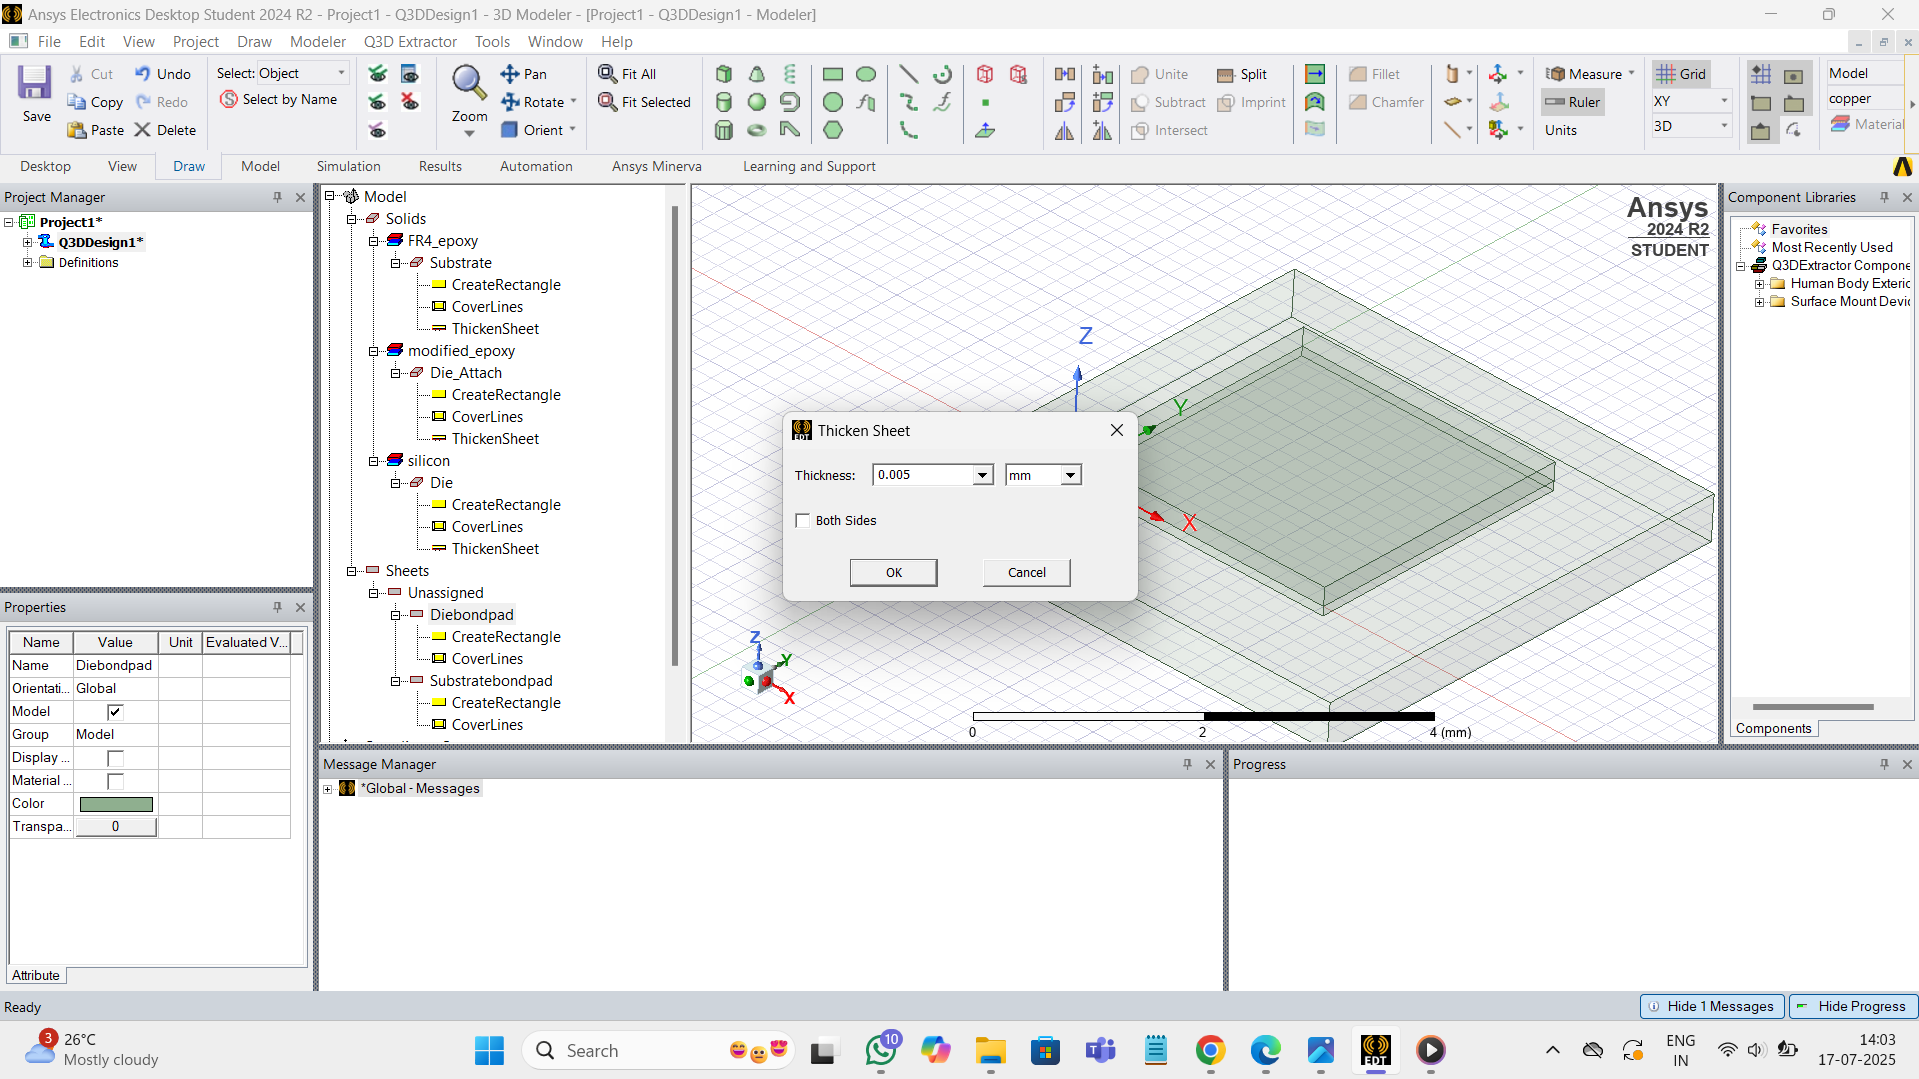 Ansys Electronics Desktop Student 2024 R2 - Project1 - Q3DDesign1 - 3D Modeler - [Project1 - Q3DDesign1 - Modeler]
File Edit View Project Draw Modeler Q3D Extractor Tools Window Help
Save
Cut
Copy
Paste
Undo
Redo
Delete
Select: Object
Select by Name
Zoom
Pan
Rotate
Orient
Fit All
Fit Selected
Unite
Subtract
Intersect
Split
Imprint
Fillet
Chamfer
Measure
Ruler
Units
Grid
XY
3D
Model
copper
Material
Desktop View Draw Model Simulation Results Automation Ansys Minerva Learning and Support
Project Manager
Project1*
Q3DDesign1*
Definitions
Model
Solids
FR4_epoxy
Substrate
CreateRectangle
CoverLines
ThickenSheet
modified_epoxy
Die_Attach
CreateRectangle
CoverLines
ThickenSheet
silicon
Die
CreateRectangle
CoverLines
ThickenSheet
Sheets
Unassigned
Diebondpad
CreateRectangle
CoverLines
Substratebondpad
CreateRectangle
CoverLines
Ansys
2024 R2
STUDENT
Z
Y
X
Z
Y
X
0 2 4 (mm)
EDT
Thicken Sheet
Thickness: 0.005 mm
Both Sides
OK Cancel
Component Libraries
Favorites
Most Recently Used
Q3DExtractor Compone
Human Body Exteric
Surface Mount Devi
Components
Properties
Name Value Unit Evaluated V...
Name Diebondpad
Orientati... Global
Model
Group Model
Display ...
Material ...
Color
Transpa... 0
Attribute
Message Manager
*Global - Messages
Progress
Ready
Hide 1 Messages
Hide Progress
3
26°C
Mostly cloudy
Search
10
EDT
ENG
IN
14:03
17-07-2025